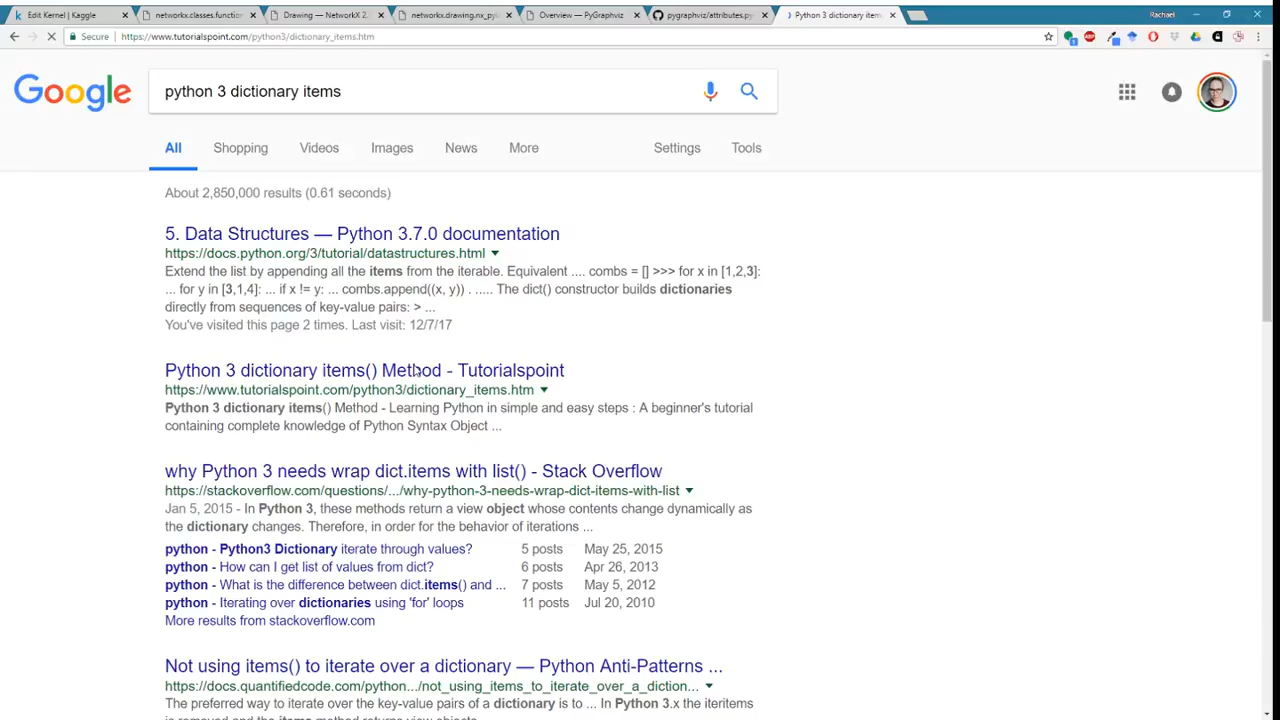 Edit Kernel | Kaggle
networkx.classes.function
Drawing — NetworkX 2.
networkx.drawing.nx_pyl
Overview — PyGraphviz
pygraphviz/attributes.py
Python 3 dictionary item
Rachael
Secure
https://www.tutorialspoint.com/python3/dictionary_items.htm
Google
python 3 dictionary items
All
Shopping
Videos
Images
News
More
Settings
Tools
About 2,850,000 results (0.61 seconds)
5. Data Structures — Python 3.7.0 documentation
https://docs.python.org/3/tutorial/datastructures.html
Extend the list by appending all the items from the iterable. Equivalent .... combs = [] >>> for x in [1,2,3]:
... for y in [3,1,4]: ... if x != y: ... combs.append((x, y)) . ..... The dict() constructor builds dictionaries
directly from sequences of key-value pairs: > ...
You've visited this page 2 times. Last visit: 12/7/17
Python 3 dictionary items() Method - Tutorialspoint
https://www.tutorialspoint.com/python3/dictionary_items.htm
Python 3 dictionary items() Method - Learning Python in simple and easy steps : A beginner's tutorial
containing complete knowledge of Python Syntax Object ...
why Python 3 needs wrap dict.items with list() - Stack Overflow
https://stackoverflow.com/questions/.../why-python-3-needs-wrap-dict-items-with-list
Jan 5, 2015 - In Python 3, these methods return a view object whose contents change dynamically as
the dictionary changes. Therefore, in order for the behavior of iterations ...
python - Python3 Dictionary iterate through values? 5 posts May 25, 2015
python - How can I get list of values from dict? 6 posts Apr 26, 2013
python - What is the difference between dict.items() and ... 7 posts May 5, 2012
python - Iterating over dictionaries using 'for' loops 11 posts Jul 20, 2010
More results from stackoverflow.com
Not using items() to iterate over a dictionary — Python Anti-Patterns ...
https://docs.quantifiedcode.com/python.../not_using_items_to_iterate_over_a_diction...
The preferred way to iterate over the key-value pairs of a dictionary is to ... In Python 3.x the iteritems
is removed and the items method returns view objects